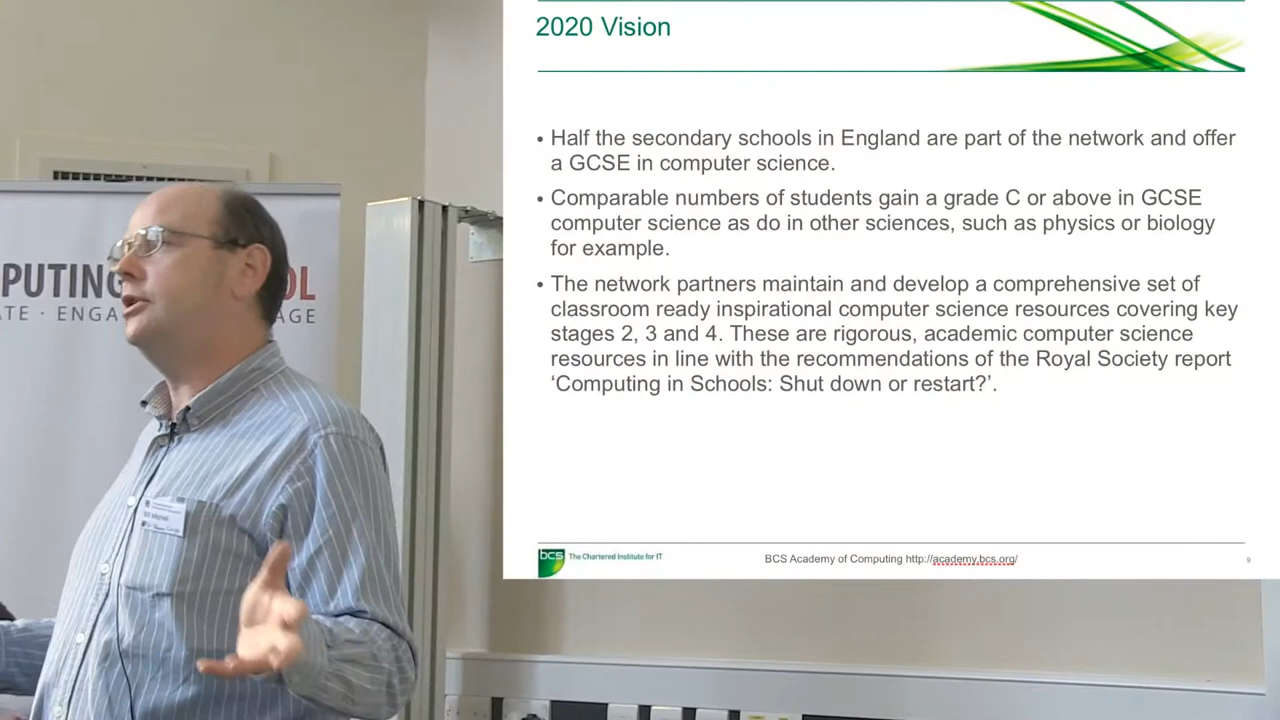 2020 Vision
• Half the secondary schools in England are part of the network and offer
a GCSE in computer science.
• Comparable numbers of students gain a grade C or above in GCSE
computer science as do in other sciences, such as physics or biology
for example.
• The network partners maintain and develop a comprehensive set of
classroom ready inspirational computer science resources covering key
stages 2, 3 and 4. These are rigorous, academic computer science
resources in line with the recommendations of the Royal Society report
‘Computing in Schools: Shut down or restart?’.
bcs The Chartered Institute for IT
BCS Academy of Computing http://academy.bcs.org/
9
PUTING OL
ATE · ENGA AGE